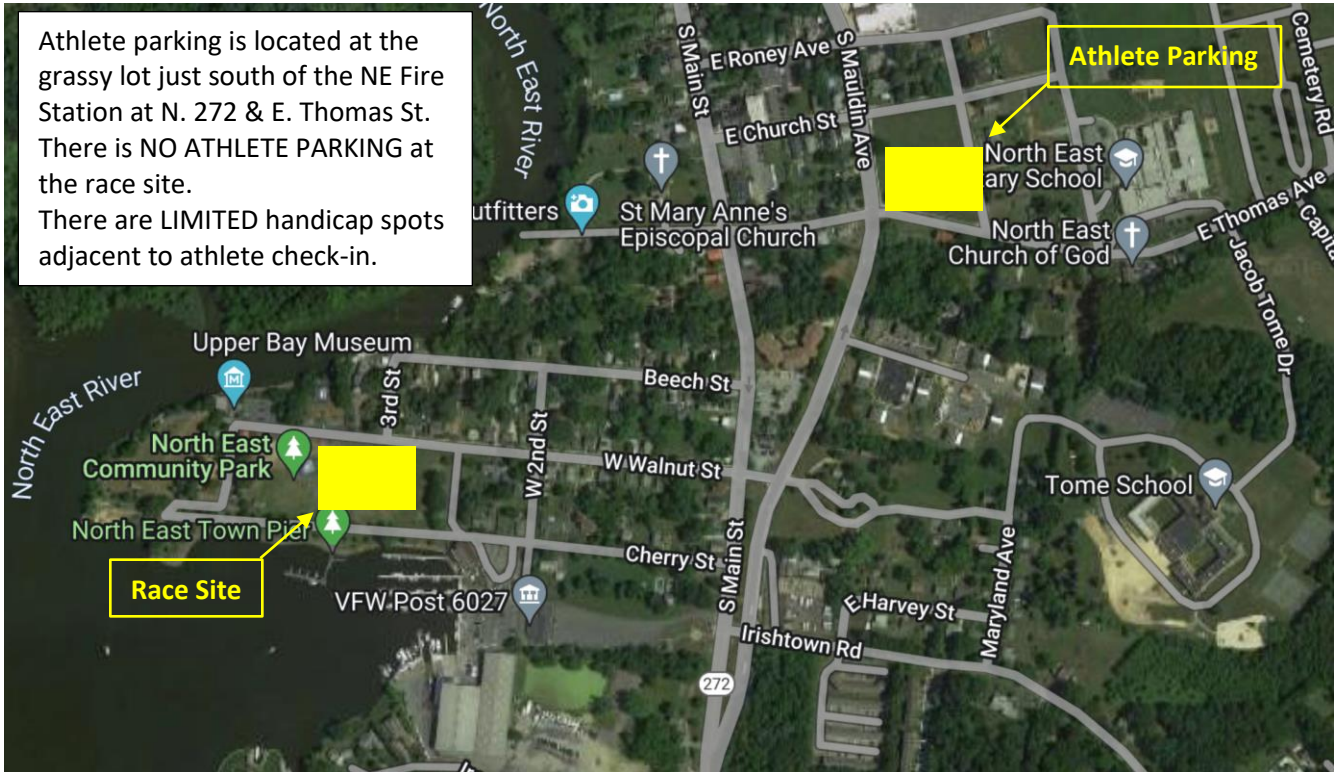 Athlete parking is located at the
grassy lot just south of the NE Fire
Station at N. 272 & E. Thomas St.
There is NO ATHLETE PARKING at
the race site.
There are LIMITED handicap spots
adjacent to athlete check-in.
North East River
S Main St
E Roney Ave
S Mauldin Ave
Athlete Parking
Cemetery Rd
E Church St
North East
ary School
utfitters
St Mary Anne's
Episcopal Church
North East
Church of God
E Thomas Ave
Capit
Jacob Tome Dr
Upper Bay Museum
North East River
3rd St
Beech St
North East
Community Park
W 2nd St
W Walnut St
Tome School
North East Town Pier
Cherry St
S Main St
Race Site
VFW Post 6027
E Harvey St
Maryland Ave
Irishtown Rd
272